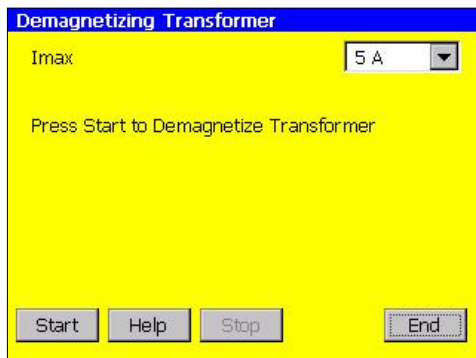 Demagnetizing Transformer
Imax 5 A
Press Start to Demagnetize Transformer
Start Help Stop End